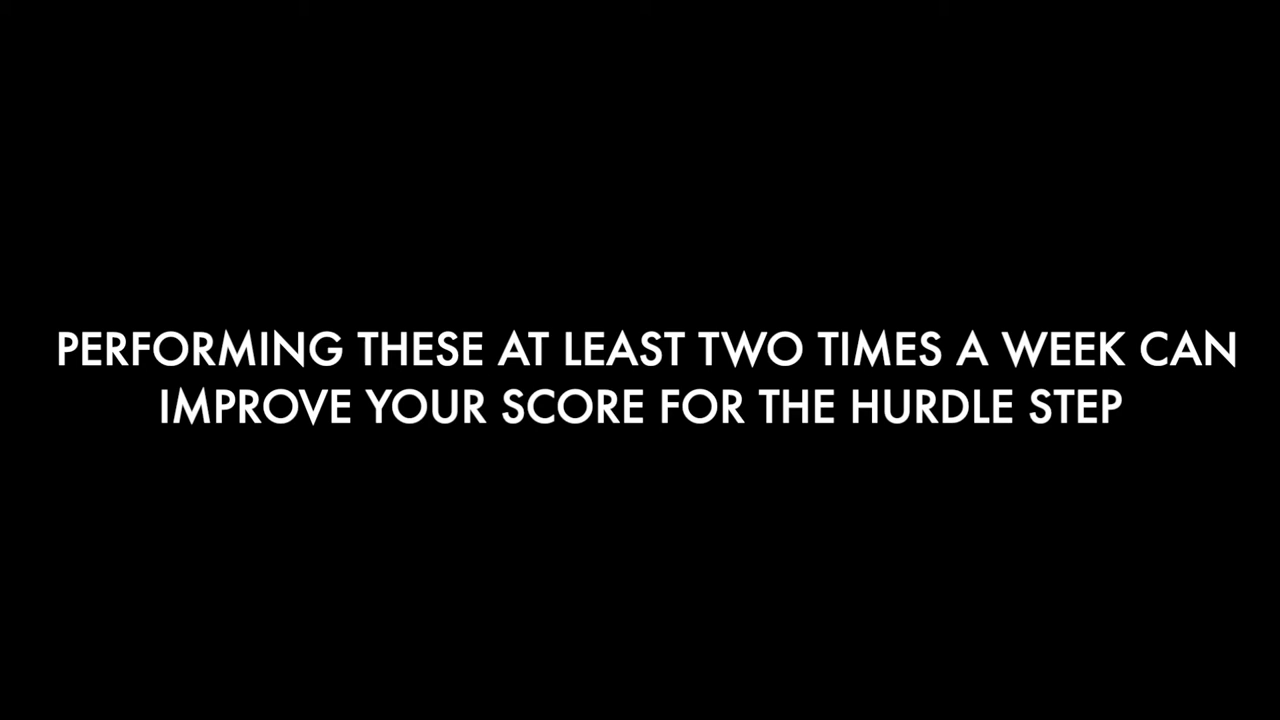 PERFORMING THESE AT LEAST TWO TIMES A WEEK CAN
IMPROVE YOUR SCORE FOR THE HURDLE STEP